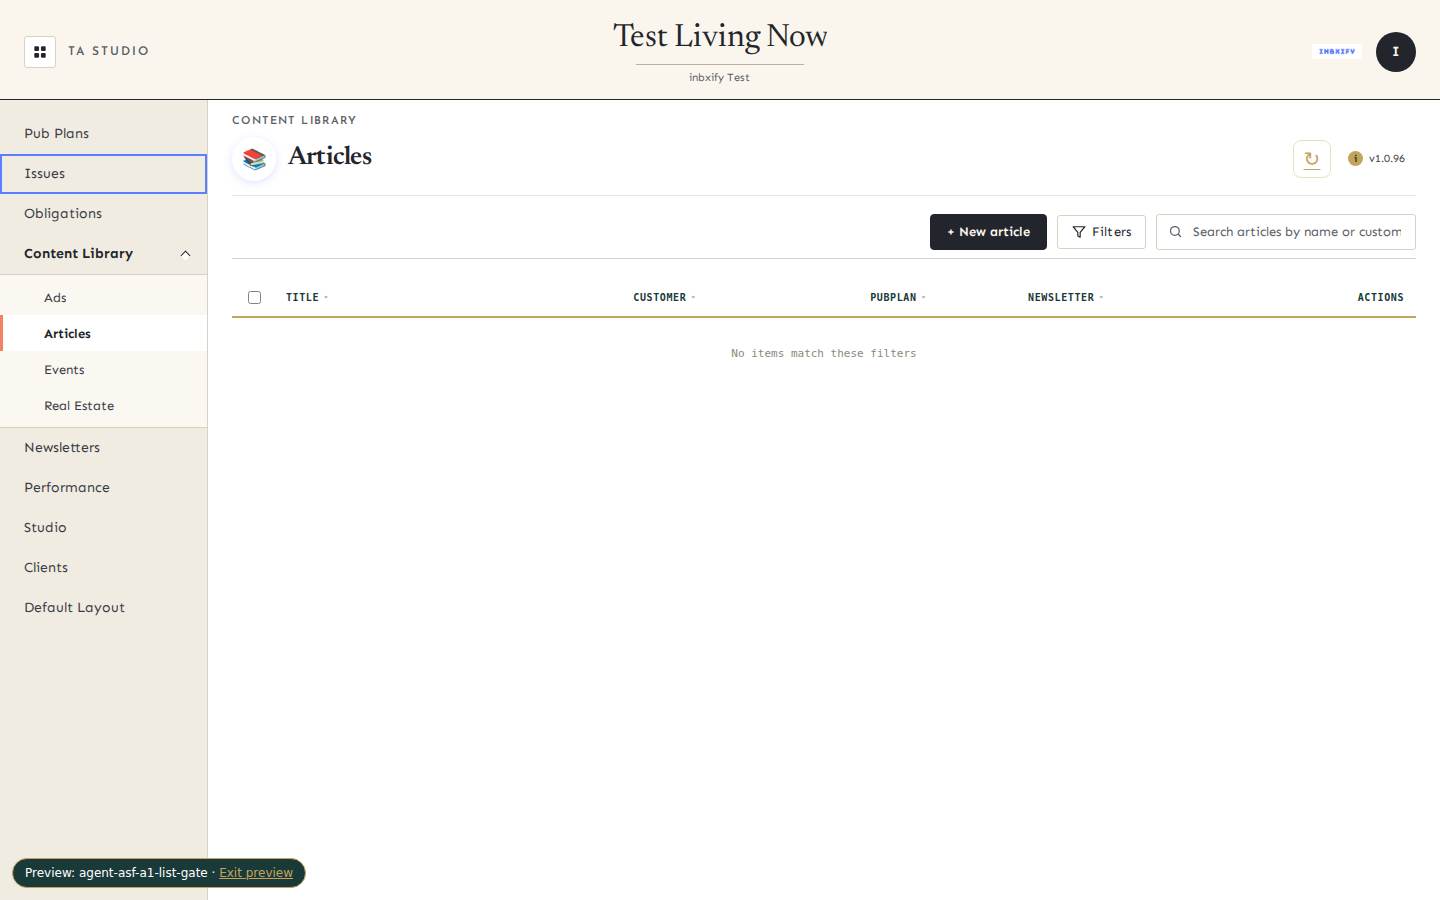 TA STUDIO
Test Living Now
inbxify Test
INBXIFY
I
Pub Plans
Issues
Obligations
Content Library
Ads
Articles
Events
Real Estate
Newsletters
Performance
Studio
Clients
Default Layout
CONTENT LIBRARY
Articles
v1.0.96
+ New article
Filters
Search articles by name or custom
TITLE
CUSTOMER
PUBPLAN
NEWSLETTER
ACTIONS
No items match these filters
Preview: agent-asf-a1-list-gate · Exit preview